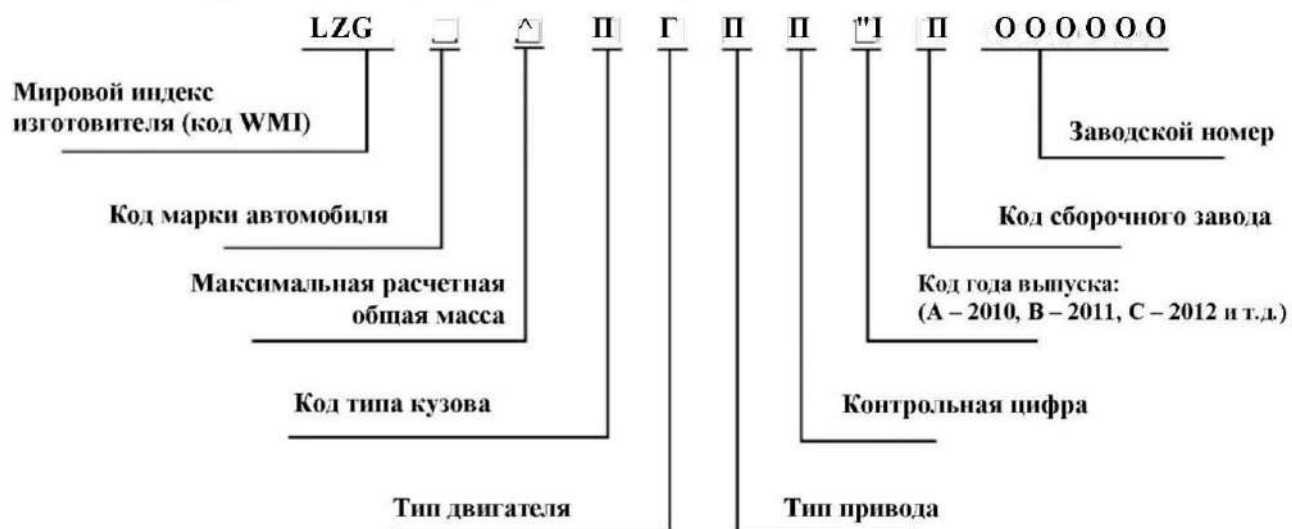 LZG _ ^ П Г П П "1 П О О О О О О
Мировой индекс
изготовителя (код WMI)
Заводской номер
Код марки автомобиля
Код сборочного завода
Максимальная расчетная
общая масса
Код года выпуска:
(А – 2010, В – 2011, С – 2012 и т.д.)
Код типа кузова
Контрольная цифра
Тип двигателя
Тип привода